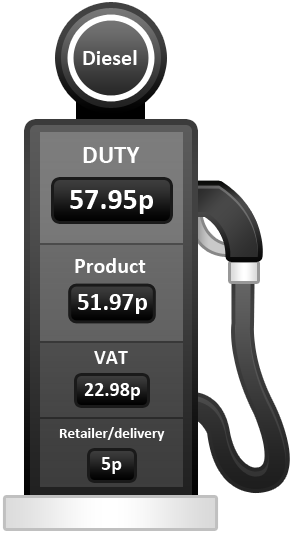 Diesel
DUTY
57.95p
Product
51.97p
VAT
22.98p
Retailer/delivery
5p